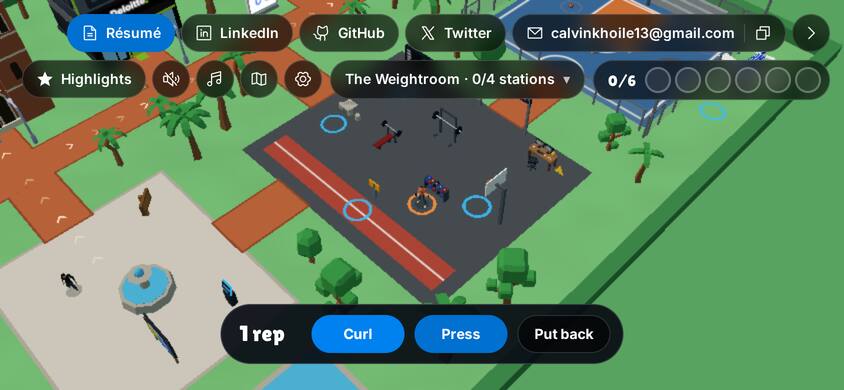 Deloitte.
Résumé
LinkedIn
GitHub
Twitter
calvinkhoile13@gmail.com
Highlights
The Weightroom · 0/4 stations
0/6
1 rep
Curl
Press
Put back